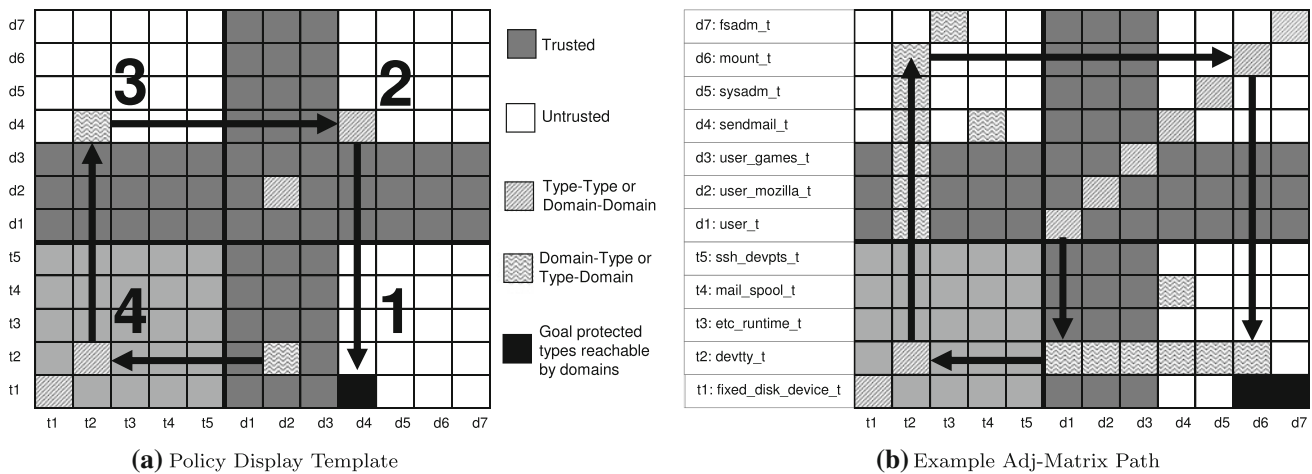 d7
d6
d5
d4
d3
d2
d1
t5
t4
t3
t2
t1
3
2
4
1
t1 t2 t3 t4 t5 d1 d2 d3 d4 d5 d6 d7
Trusted
Untrusted
Type-Type or
Domain-Domain
Domain-Type or
Type-Domain
Goal protected
types reachable
by domains
(a) Policy Display Template
d7: fsadm_t
d6: mount_t
d5: sysadm_t
d4: sendmail_t
d3: user_games_t
d2: user_mozilla_t
d1: user_t
t5: ssh_devpts_t
t4: mail_spool_t
t3: etc_runtime_t
t2: devtty_t
t1: fixed_disk_device_t
t1 t2 t3 t4 t5 d1 d2 d3 d4 d5 d6 d7
(b) Example Adj-Matrix Path